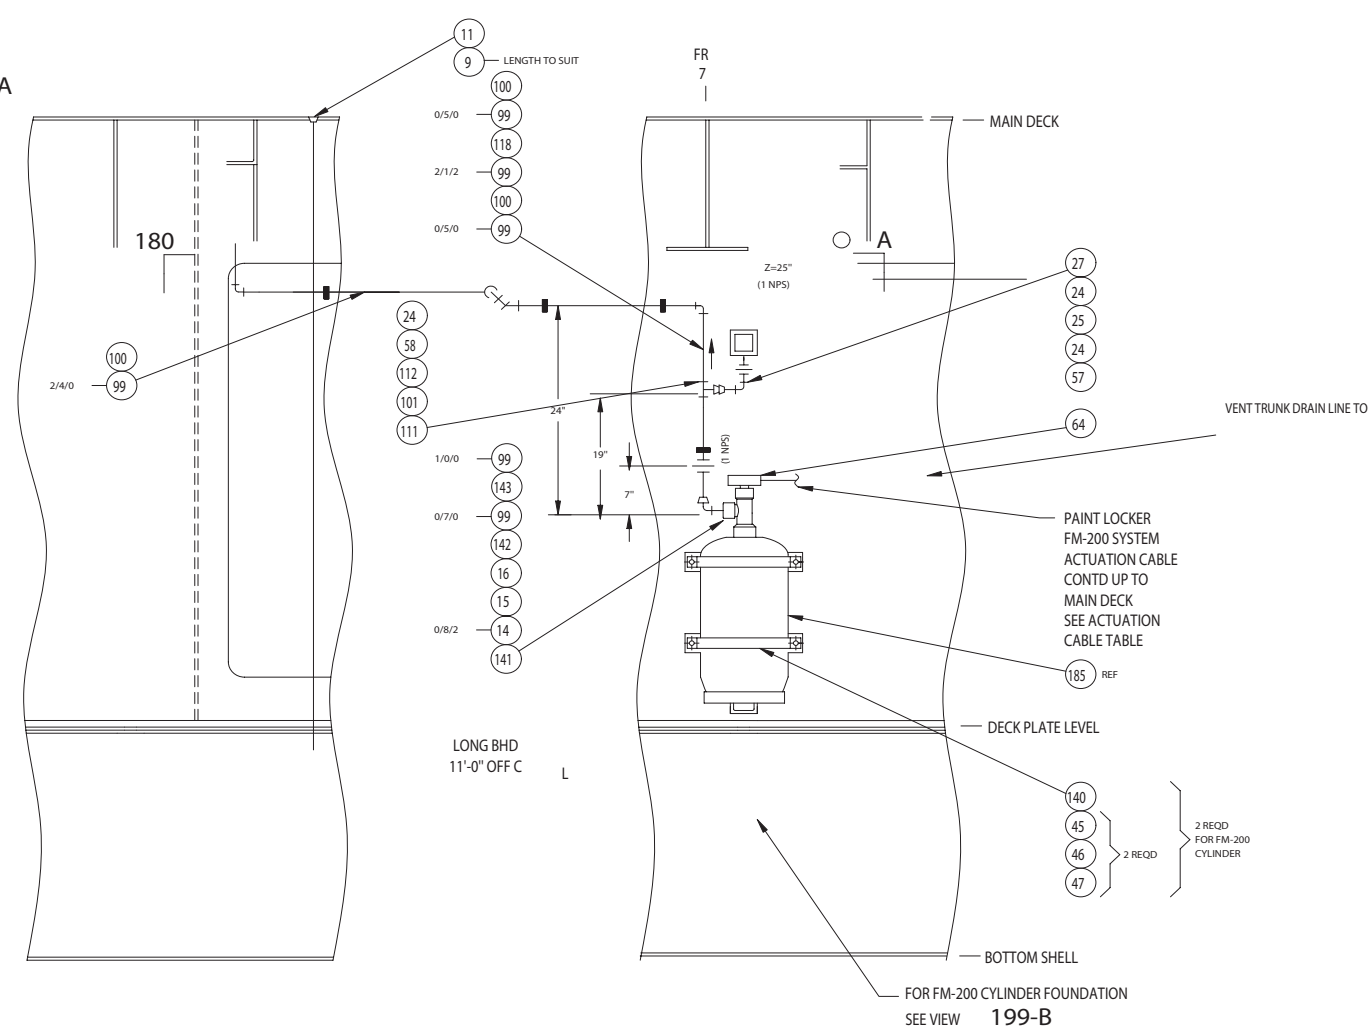 A
11
9
LENGTH TO SUIT
100
0/5/0
99
118
2/1/2
99
100
0/5/0
99
FR
7
MAIN DECK
180
A
Z=25"
(1 NPS)
27
24
25
24
57
24
58
112
101
111
100
2/4/0
99
24"
19"
7"
(1 NPS)
64
VENT TRUNK DRAIN LINE TO
1/0/0
99
143
0/7/0
99
142
16
15
0/8/2
14
141
PAINT LOCKER
FM-200 SYSTEM
ACTUATION CABLE
CONTD UP TO
MAIN DECK
SEE ACTUATION
CABLE TABLE
185
REF
DECK PLATE LEVEL
LONG BHD
11'-0" OFF C
L
140
45
46
47
2 REQD
2 REQD
FOR FM-200
CYLINDER
BOTTOM SHELL
FOR FM-200 CYLINDER FOUNDATION
SEE VIEW 199-B